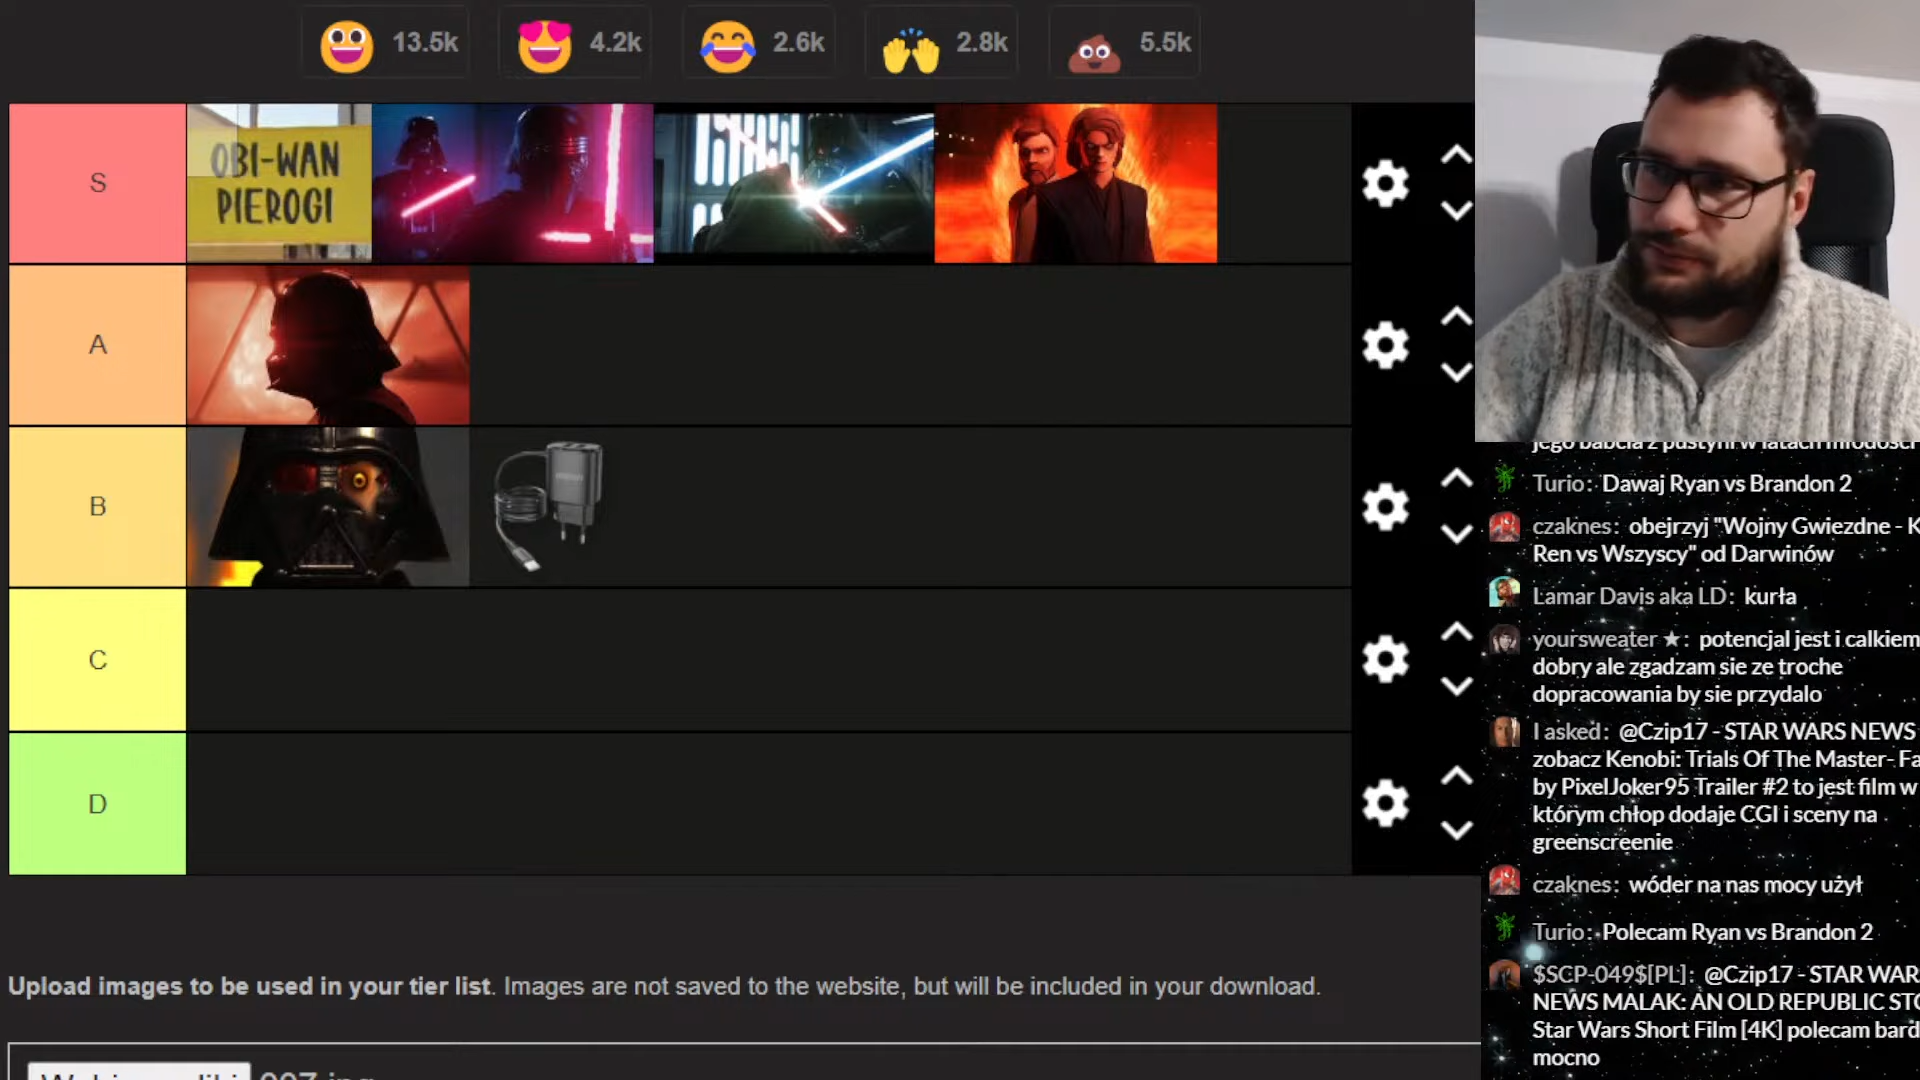 13.5k 4.2k 2.6k 2.8k 5.5k
S
OBI-WAN
PIEROGI
A
B
C
D
jego babcia z pustyni w latach młodości
Turio: Dawaj Ryan vs Brandon 2
czaknes: obejrzyj "Wojny Gwiezdne - K
Ren vs Wszyscy" od Darwinów
Lamar Davis aka LD: kurła
yoursweater ★: potencjal jest i calkiem
dobry ale zgadzam sie ze troche
dopracowania by sie przydalo
I asked: @Czip17 - STAR WARS NEWS
zobacz Kenobi: Trials Of The Master- Fa
by PixelJoker95 Trailer #2 to jest film w
którym chłop dodaje CGI i sceny na
greenscreenie
czaknes: wóder na nas mocy użył
Turio: Polecam Ryan vs Brandon 2
$SCP-049$[PL]: @Czip17 - STAR WAR
NEWS MALAK: AN OLD REPUBLIC STO
Star Wars Short Film [4K] polecam bard
mocno
Upload images to be used in your tier list. Images are not saved to the website, but will be included in your download.